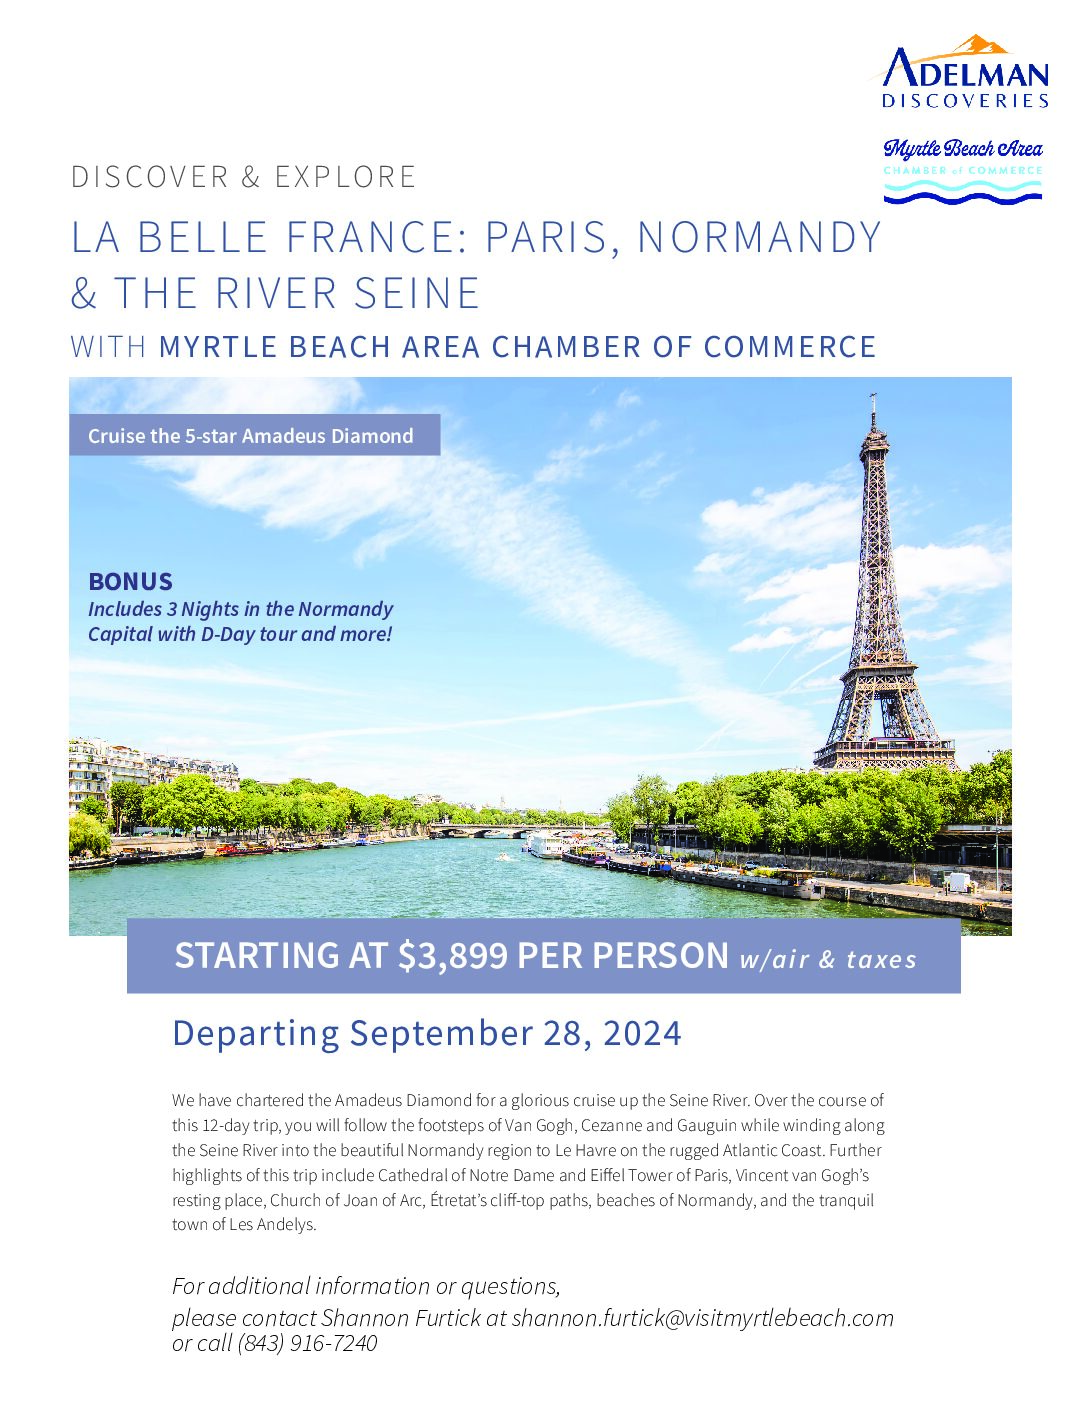 ADELMAN
DISCOVERIES
Myrtle Beach Area
CHAMBER of COMMERCE
DISCOVER & EXPLORE
LA BELLE FRANCE: PARIS, NORMANDY
& THE RIVER SEINE
WITH MYRTLE BEACH AREA CHAMBER OF COMMERCE
Cruise the 5-star Amadeus Diamond
BONUS
Includes 3 Nights in the Normandy
Capital with D-Day tour and more!
STARTING AT $3,899 PER PERSON w/air & taxes
Departing September 28, 2024
We have chartered the Amadeus Diamond for a glorious cruise up the Seine River. Over the course of
this 12-day trip, you will follow the footsteps of Van Gogh, Cezanne and Gauguin while winding along
the Seine River into the beautiful Normandy region to Le Havre on the rugged Atlantic Coast. Further
highlights of this trip include Cathedral of Notre Dame and Eiffel Tower of Paris, Vincent van Gogh's
resting place, Church of Joan of Arc, Étretat's cliff-top paths, beaches of Normandy, and the tranquil
town of Les Andelys.
For additional information or questions,
please contact Shannon Furtick at shannon.furtick@visitmyrtlebeach.com
or call (843) 916-7240